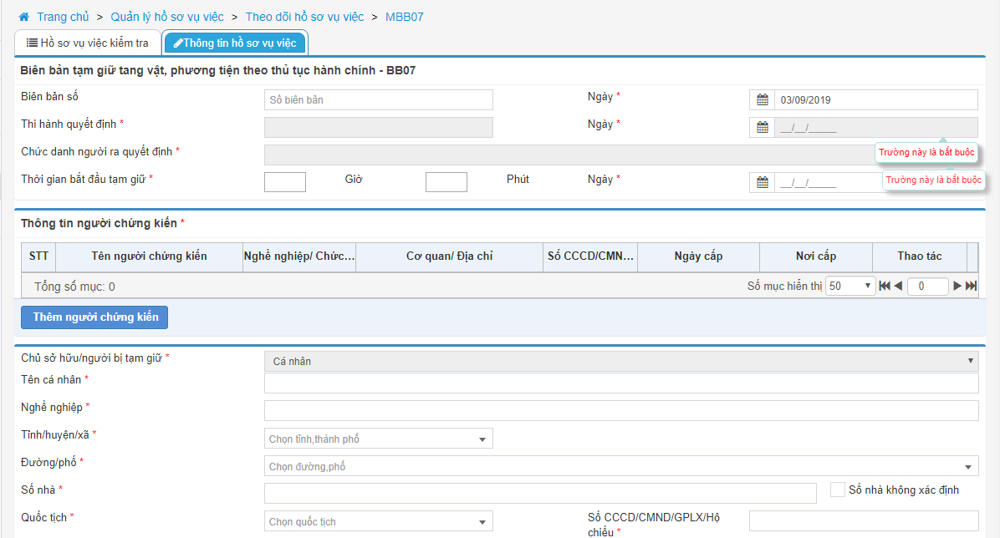 Trang chủ > Quản lý hồ sơ vụ việc > Theo dõi hồ sơ vụ việc > MBB07
Hồ sơ vụ việc kiểm tra Thông tin hồ sơ vụ việc
Biên bản tạm giữ tang vật, phương tiện theo thủ tục hành chính - BB07
Biên bản số Số biên bản Ngày * 03/09/2019
Thi hành quyết định * Ngày * __/__/_____
Chức danh người ra quyết định * Trường này là bắt buộc
Thời gian bắt đầu tạm giữ * Giờ Phút Ngày * __/__/_____ Trường này là bắt buộc
Thông tin người chứng kiến *
STT Tên người chứng kiến Nghề nghiệp/ Chức... Cơ quan/ Địa chỉ Số CCCD/CMN... Ngày cấp Nơi cấp Thao tác
Tổng số mục: 0 Số mục hiển thị 50 0
Thêm người chứng kiến
Chủ sở hữu/người bị tạm giữ * Cá nhân
Tên cá nhân *
Nghề nghiệp *
Tỉnh/huyện/xã * Chọn tỉnh,thành phố
Đường/phố * Chọn đường,phố
Số nhà * Số nhà không xác định
Quốc tịch * Chọn quốc tịch Số CCCD/CMND/GPLX/Hộ
chiếu *